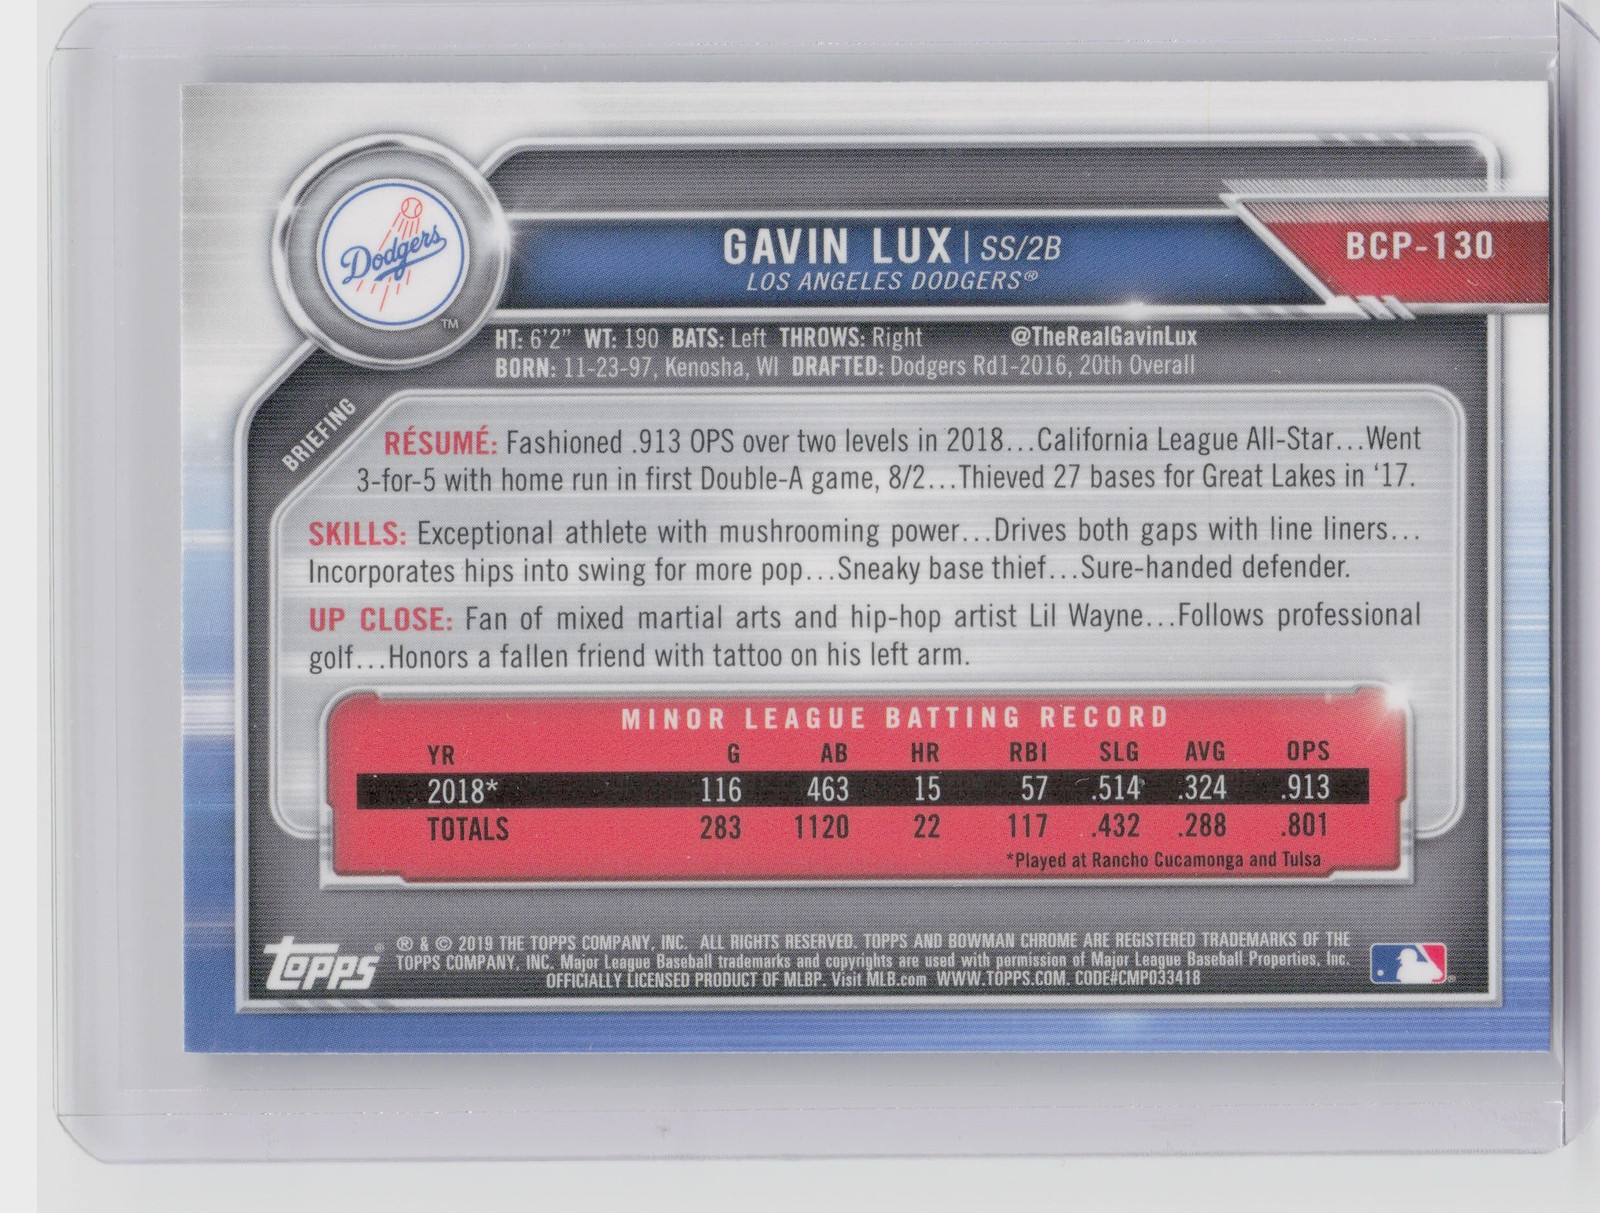 Dodgers
TM
GAVIN LUX | SS/2B
LOS ANGELES DODGERS®
BCP-130
HT: 6'2" WT: 190 BATS: Left THROWS: Right @TheRealGavinLux
BORN: 11-23-97, Kenosha, WI DRAFTED: Dodgers Rd1-2016, 20th Overall
BRIEFING
RÉSUMÉ: Fashioned .913 OPS over two levels in 2018...California League All-Star...Went
3-for-5 with home run in first Double-A game, 8/2...Thieved 27 bases for Great Lakes in '17.
SKILLS: Exceptional athlete with mushrooming power...Drives both gaps with line liners...
Incorporates hips into swing for more pop...Sneaky base thief...Sure-handed defender.
UP CLOSE: Fan of mixed martial arts and hip-hop artist Lil Wayne...Follows professional
golf...Honors a fallen friend with tattoo on his left arm.
MINOR LEAGUE BATTING RECORD
YR G AB HR RBI SLG AVG OPS
2018* 116 463 15 57 .514 .324 .913
TOTALS 283 1120 22 117 .432 .288 .801
*Played at Rancho Cucamonga and Tulsa
topps®
® & © 2019 THE TOPPS COMPANY, INC. ALL RIGHTS RESERVED. TOPPS AND BOWMAN CHROME ARE REGISTERED TRADEMARKS OF THE
TOPPS COMPANY, INC. Major League Baseball trademarks and copyrights are used with permission of Major League Baseball Properties, Inc.
OFFICIALLY LICENSED PRODUCT OF MLBP. Visit MLB.com WWW.TOPPS.COM. CODE#CMPD33418